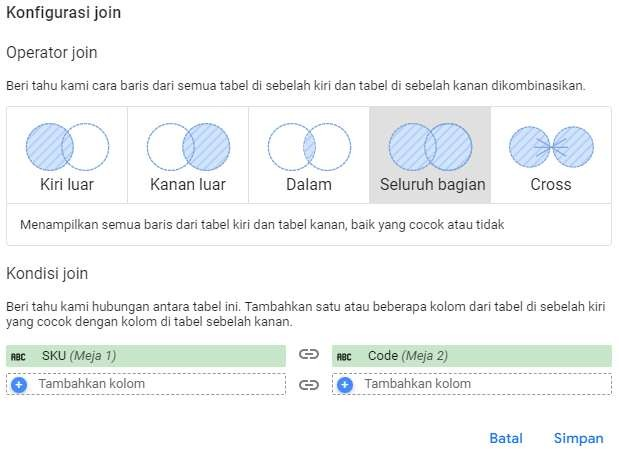 Konfigurasi join
Operator join
Beri tahu kami cara baris dari semua tabel di sebelah kiri dan tabel di sebelah kanan dikombinasikan.
Kiri luar
Kanan luar
Dalam
Seluruh bagian
Cross
Menampilkan semua baris dari tabel kiri dan tabel kanan, baik yang cocok atau tidak
Kondisi join
Beri tahu kami hubungan antara tabel ini. Tambahkan satu atau beberapa kolom dari tabel di sebelah kiri
yang cocok dengan kolom di tabel sebelah kanan.
ABC SKU (Meja 1)
ABC Code (Meja 2)
Tambahkan kolom
Tambahkan kolom
Batal
Simpan